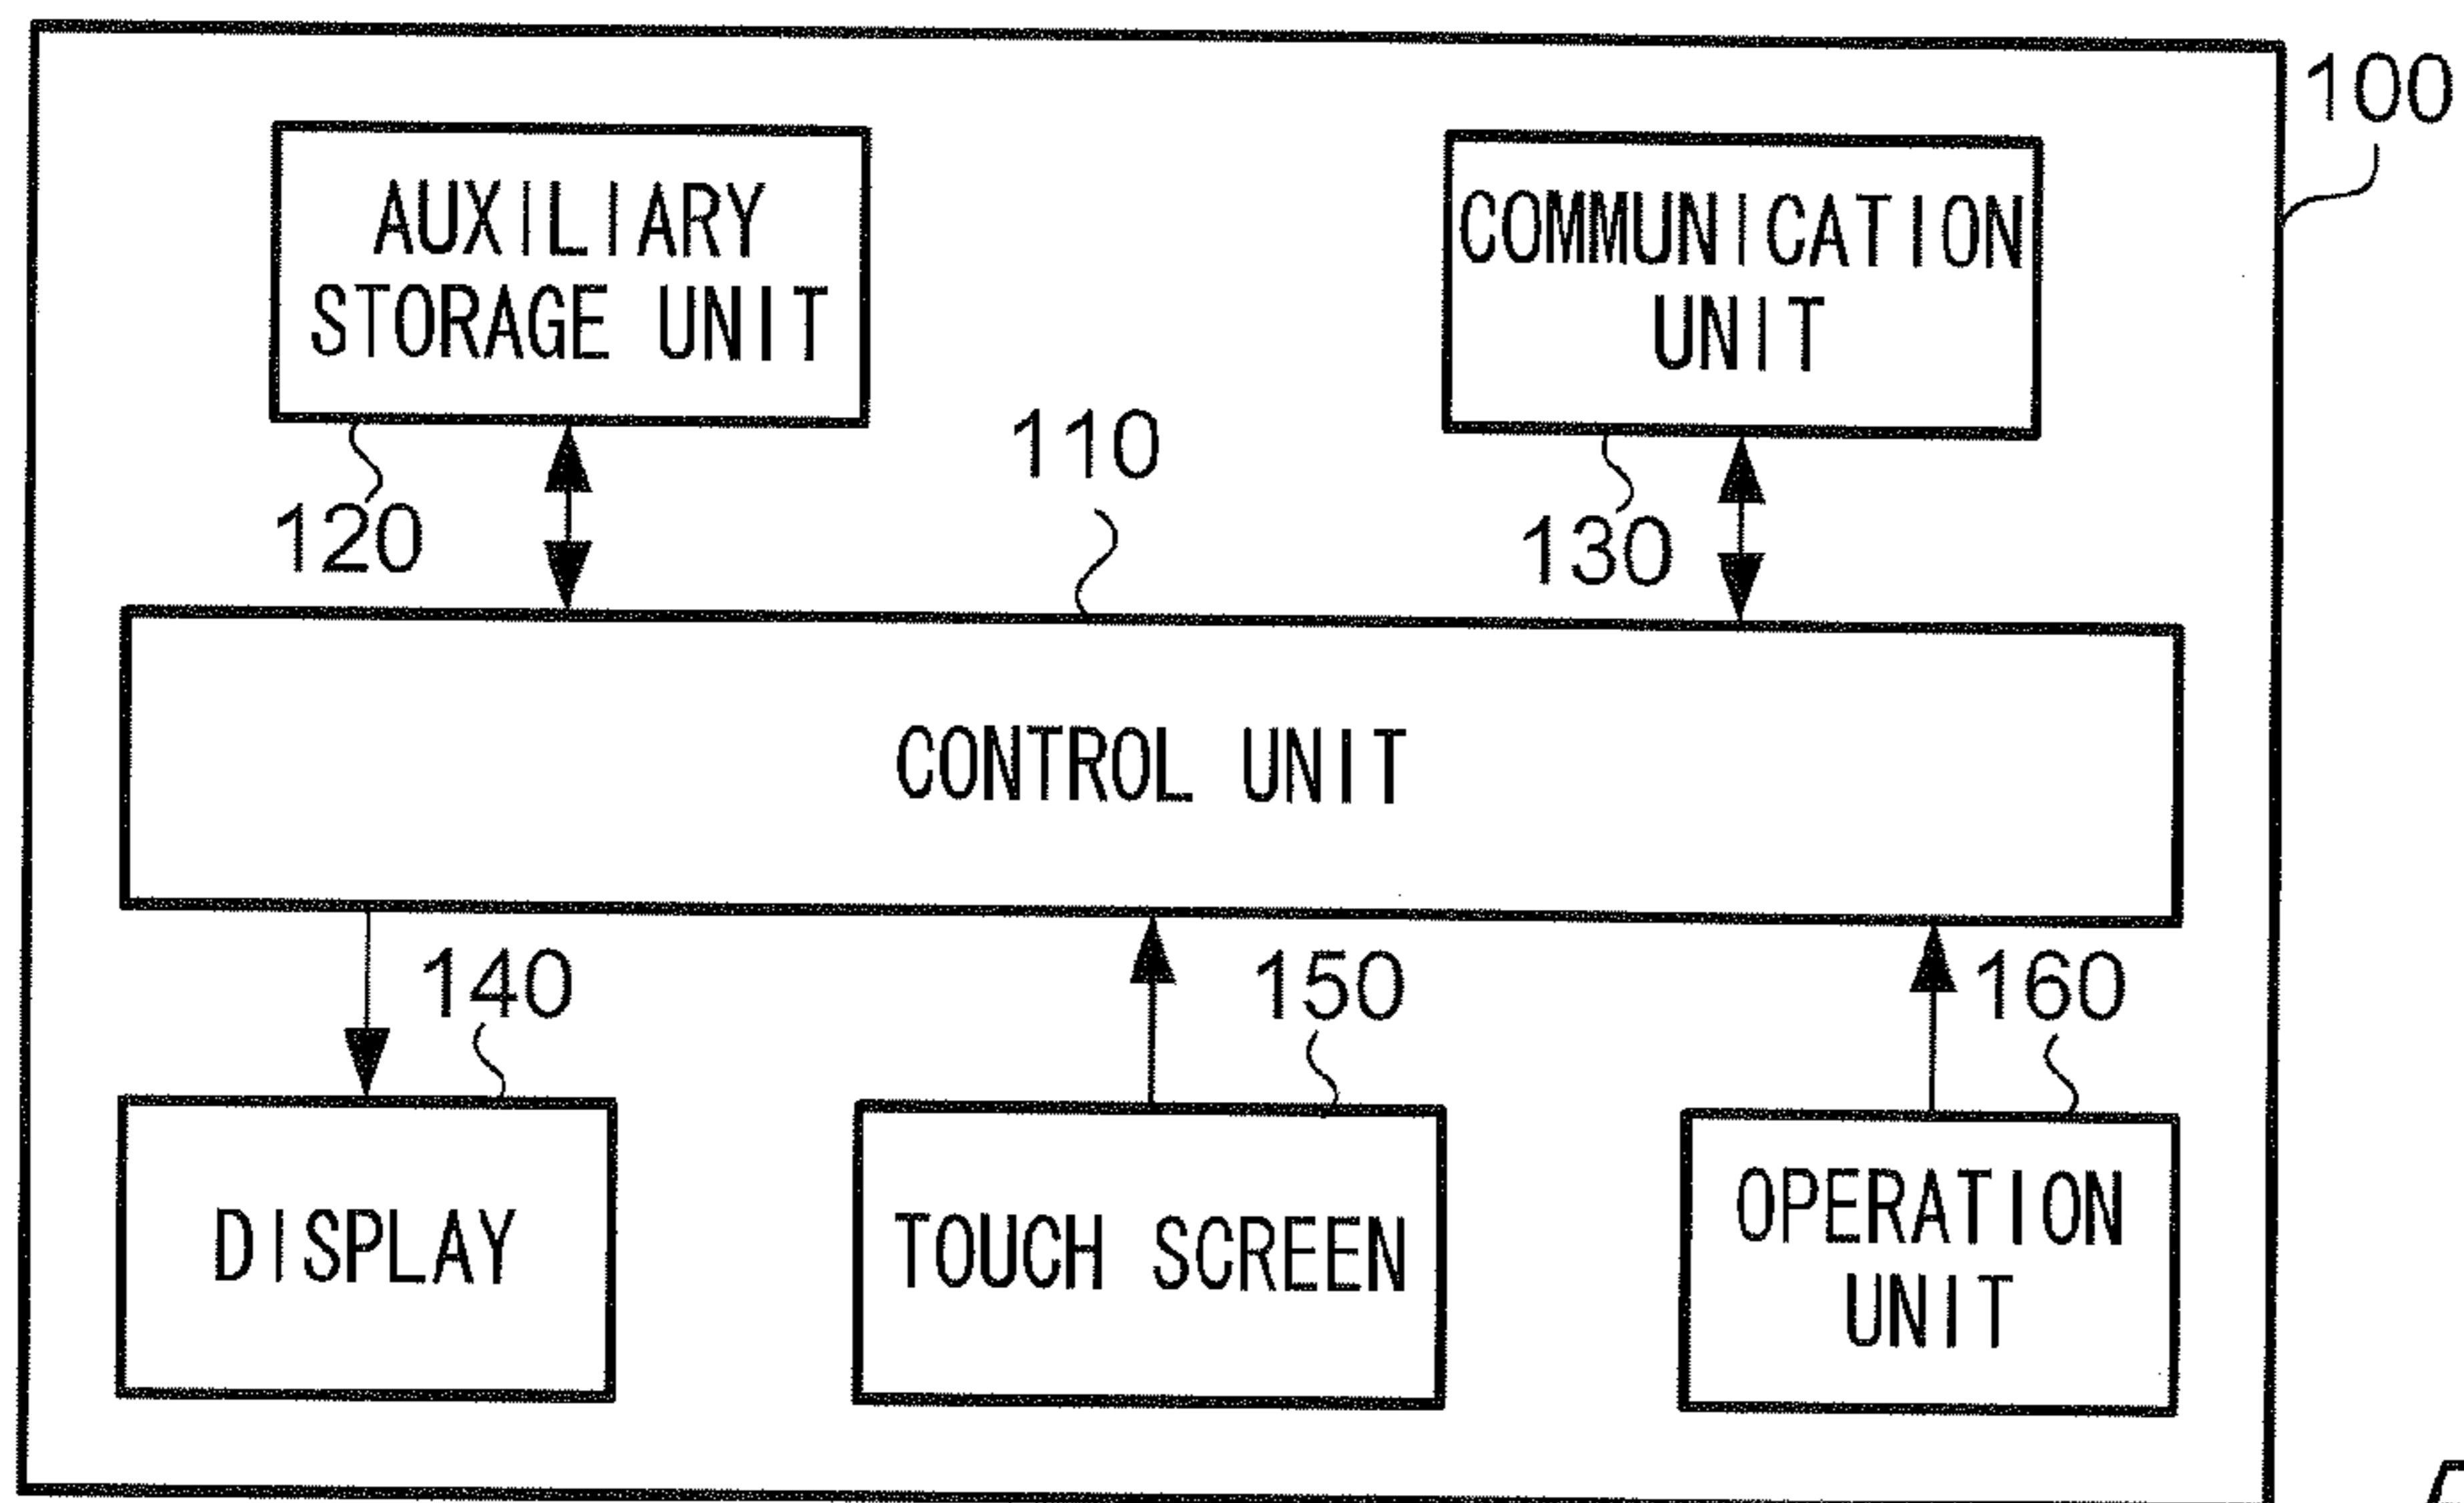 100
AUXILIARY
STORAGE UNIT
COMMUNICATION
UNIT
110
120
130
CONTROL UNIT
140
150
160
DISPLAY
TOUCH SCREEN
OPERATION
UNIT